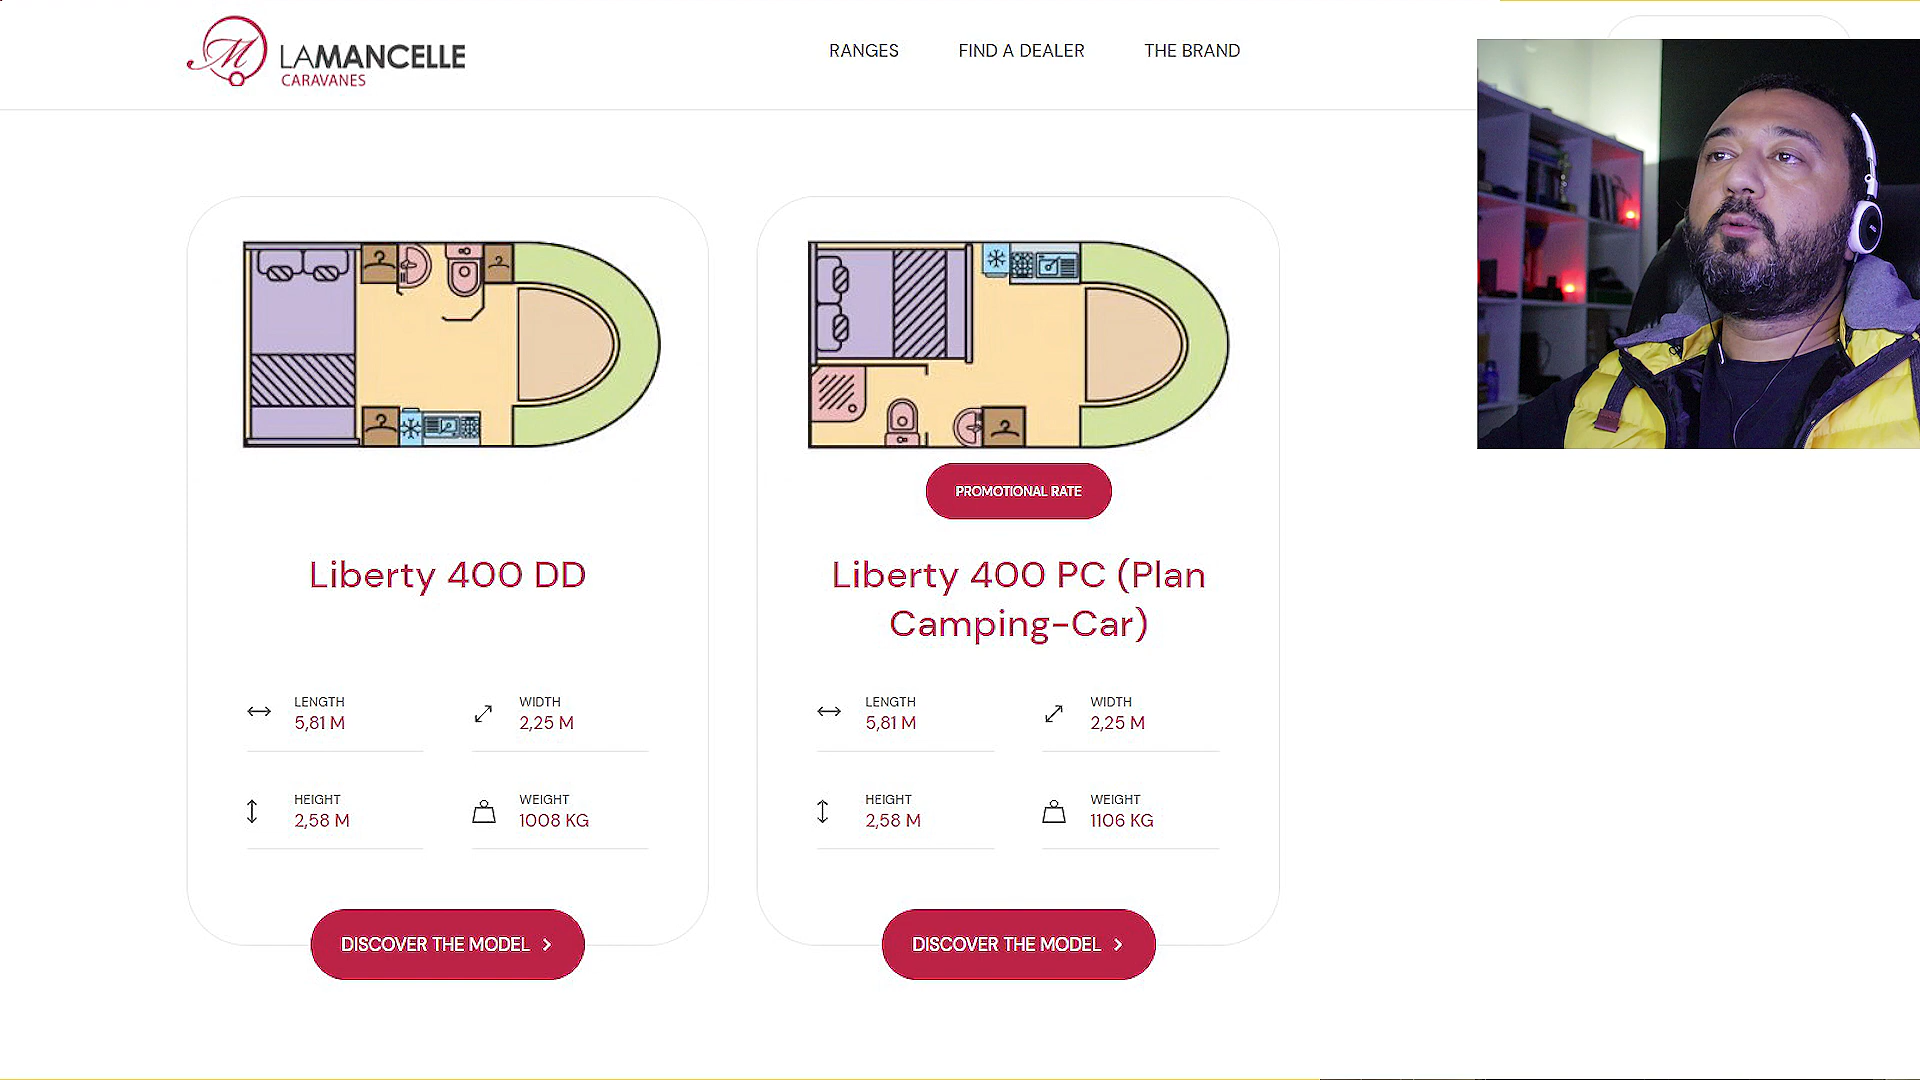 LAMANCELLE
CARAVANES
RANGES
FIND A DEALER
THE BRAND
PROMOTIONAL RATE
Liberty 400 DD
Liberty 400 PC (Plan
Camping-Car)
LENGTH
5,81 M
WIDTH
2,25 M
HEIGHT
2,58 M
WEIGHT
1008 KG
LENGTH
5,81 M
WIDTH
2,25 M
HEIGHT
2,58 M
WEIGHT
1106 KG
DISCOVER THE MODEL
DISCOVER THE MODEL